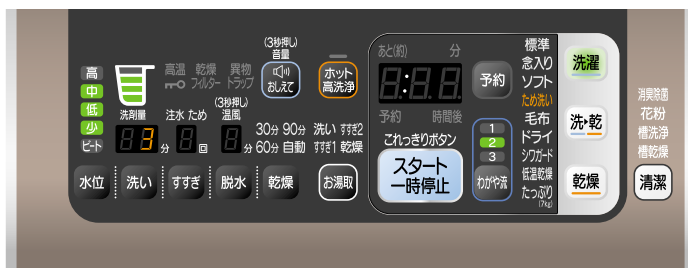 高
中
低
少
ビート
高温 乾燥 異物
フィルター トラップ
洗剤量
注水 ため
(3秒押し)
温風
3 分
8 回
8 分
(3秒押し)
音量
おしえて
ホット
高洗浄
30分 90分 洗い すすぎ2
60分 自動 すすぎ1 乾燥
水位
洗い
すすぎ
脱水
乾燥
お湯取
あと(約) 分
8:88
予約 時間後
予約
これっきりボタン
スタート
一時停止
1
2
3
わがや流
標準
念入り
ソフト
ため洗い
毛布
ドライ
シワガード
低温乾燥
たっぷり
(7kg)
洗濯
洗・乾
乾燥
消臭除菌
花粉
槽洗浄
槽乾燥
清潔